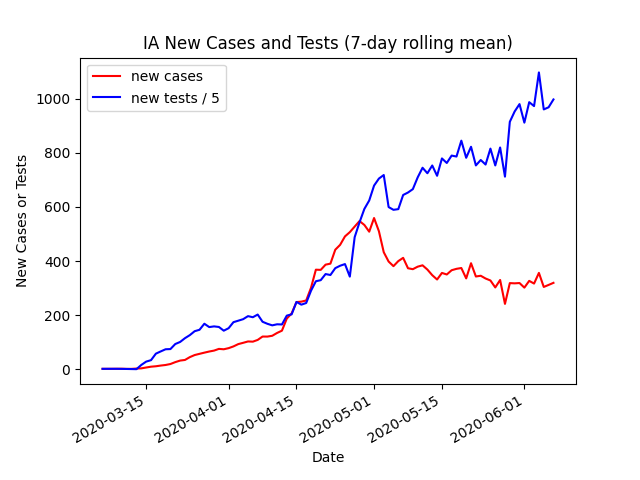 IA New Cases and Tests (7-day rolling mean)
new cases
new tests / 5
New Cases or Tests
1000
800
600
400
200
0
2020-03-15
2020-04-01
2020-04-15
2020-05-01
2020-05-15
2020-06-01
Date